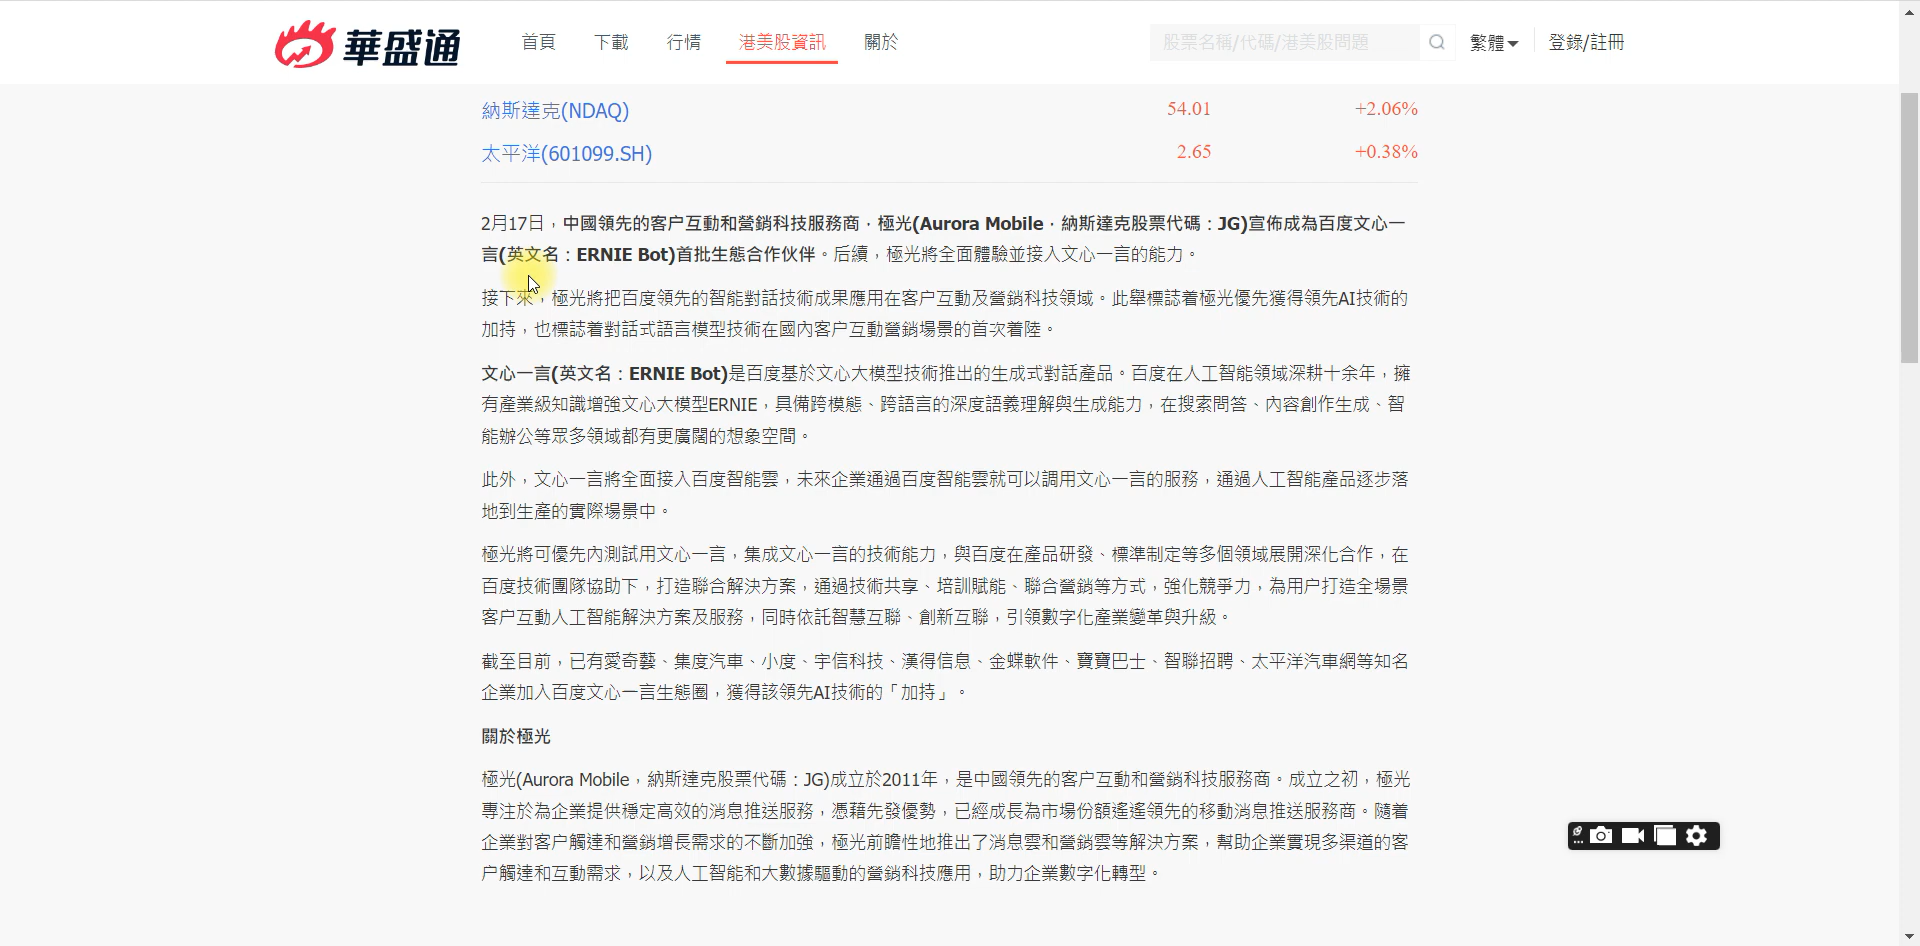 華盛通 首頁 下載 行情 港美股資訊 關於 股票名稱/代碼/港美股問題 繁體 登錄/註冊
納斯達克(NDAQ) 54.01 +2.06%
太平洋(601099.SH) 2.65 +0.38%
2月17日，中國領先的客户互動和營銷科技服務商·極光(Aurora Mobile·納斯達克股票代碼：JG)宣佈成為百度文心一
言(英文名：ERNIE Bot)首批生態合作伙伴。后續，極光將全面體驗並接入文心一言的能力。
接下來，極光將把百度領先的智能對話技術成果應用在客户互動及營銷科技領域。此舉標誌着極光優先獲得領先AI技術的
加持，也標誌着對話式語言模型技術在國內客户互動營銷場景的首次着陸。
文心一言(英文名：ERNIE Bot)是百度基於文心大模型技術推出的生成式對話產品。百度在人工智能領域深耕十余年，擁
有產業級知識增強文心大模型ERNIE，具備跨模態、跨語言的深度語義理解與生成能力，在搜索問答、內容創作生成、智
能辦公等眾多領域都有更廣闊的想象空間。
此外，文心一言將全面接入百度智能雲，未來企業通過百度智能雲就可以調用文心一言的服務，通過人工智能產品逐步落
地到生產的實際場景中。
極光將可優先內測試用文心一言，集成文心一言的技術能力，與百度在產品研發、標準制定等多個領域展開深化合作，在
百度技術團隊協助下，打造聯合解決方案，通過技術共享、培訓賦能、聯合營銷等方式，強化競爭力，為用户打造全場景
客户互動人工智能解決方案及服務，同時依託智慧互聯、創新互聯，引領數字化產業變革與升級。
截至目前，已有愛奇藝、集度汽車、小度、宇信科技、漢得信息、金蝶軟件、寶寶巴士、智聯招聘、太平洋汽車網等知名
企業加入百度文心一言生態圈，獲得該領先AI技術的「加持」。
關於極光
極光(Aurora Mobile，納斯達克股票代碼：JG)成立於2011年，是中國領先的客户互動和營銷科技服務商。成立之初，極光
專注於為企業提供穩定高效的消息推送服務，憑藉先發優勢，已經成長為市場份額遙遙領先的移動消息推送服務商。隨着
企業對客户觸達和營銷增長需求的不斷加強，極光前瞻性地推出了消息雲和營銷雲等解決方案，幫助企業實現多渠道的客
户觸達和互動需求，以及人工智能和大數據驅動的營銷科技應用，助力企業數字化轉型。